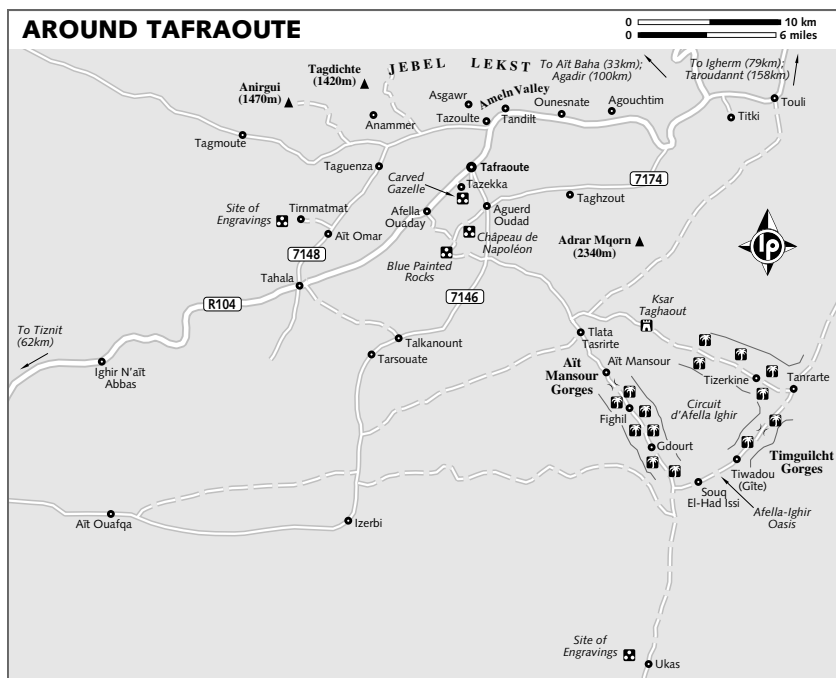 AROUND TAFRAOUTE
0 10 km
0 6 miles
JEBEL LEKST
To Aït Baha (33km);
Agadir (100km)
To Igherm (79km);
Taroudannt (158km)
Tagdichte
(1420m)
Anirgui
(1470m)
Asgawr
Ameln Valley
Ounesnate
Agouchtim
Touli
Titki
Anammer
Tazoulte
Tandilt
Tagmoute
Taguenza
Tafraoute
Carved
Gazelle
Tazekka
7174
Taghzout
Site of
Engravings
Tirnmatmat
Afella
Ouaday
Aguerd
Oudad
Aït Omar
Châpeau de
Napoléon
Adrar Mqorn
(2340m)
lp
7148
Blue Painted
Rocks
Tahala
7146
R104
Ksar
Taghaout
To Tiznit
(62km)
Tlata
Tasrirte
Talkanount
Tarsouate
Ighir N'aït
Abbas
Aït
Mansour
Gorges
Aït Mansour
Tizerkine
Tanrarte
Circuit
d'Afella Ighir
Fighil
Gdourt
Timguilcht
Gorges
Tiwadou
(Gîte)
Souq
El-Had Issi
Afella-Ighir
Oasis
Aït Ouafqa
Izerbi
Site of
Engravings
Ukas